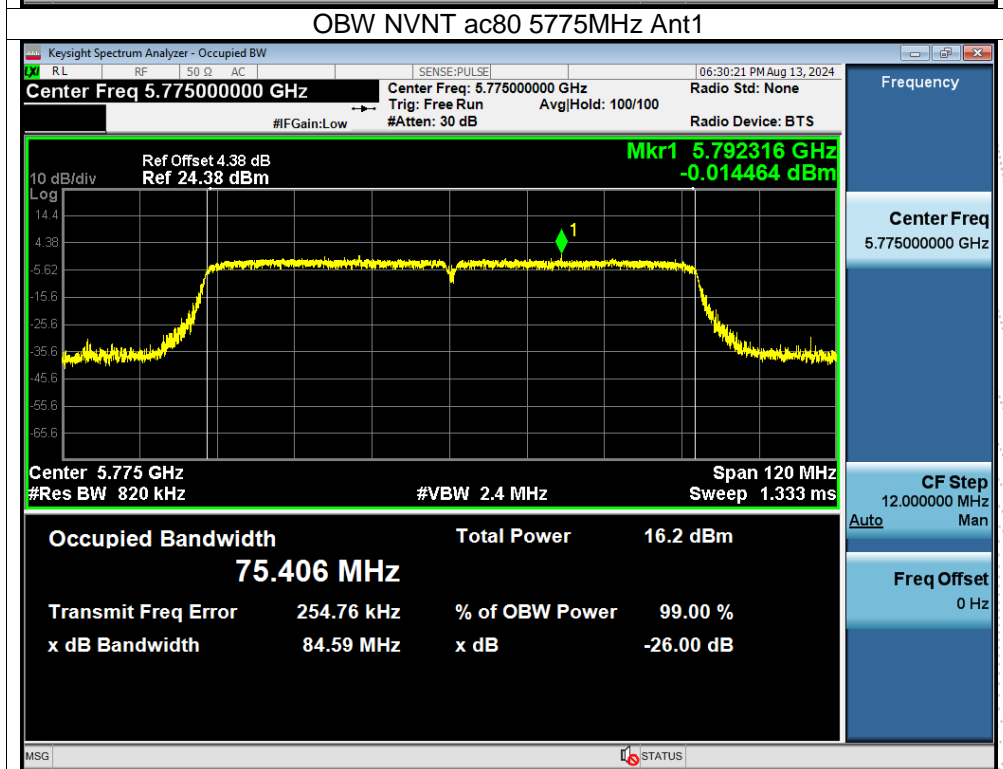 OBW NVNT ac80 5775MHz Ant1
Keysight Spectrum Analyzer - Occupied BW
LXI RL RF 50 Ω AC SENSE:PULSE 06:30:21 PM Aug 13, 2024
Center Freq 5.775000000 GHz Center Freq: 5.775000000 GHz Radio Std: None
Trig: Free Run Avg|Hold: 100/100
#IFGain:Low #Atten: 30 dB Radio Device: BTS
Frequency
Mkr1 5.792316 GHz
-0.014464 dBm
Ref Offset 4.38 dB
10 dB/div Ref 24.38 dBm
Log
14.4
4.38
-5.62
-15.6
-25.6
-35.6
-45.6
-55.6
-65.6
1
Center 5.775 GHz Span 120 MHz
#Res BW 820 kHz #VBW 2.4 MHz Sweep 1.333 ms
Center Freq
5.775000000 GHz
CF Step
12.000000 MHz
Auto Man
Freq Offset
0 Hz
Occupied Bandwidth Total Power 16.2 dBm
75.406 MHz
Transmit Freq Error 254.76 kHz % of OBW Power 99.00 %
x dB Bandwidth 84.59 MHz x dB -26.00 dB
MSG STATUS